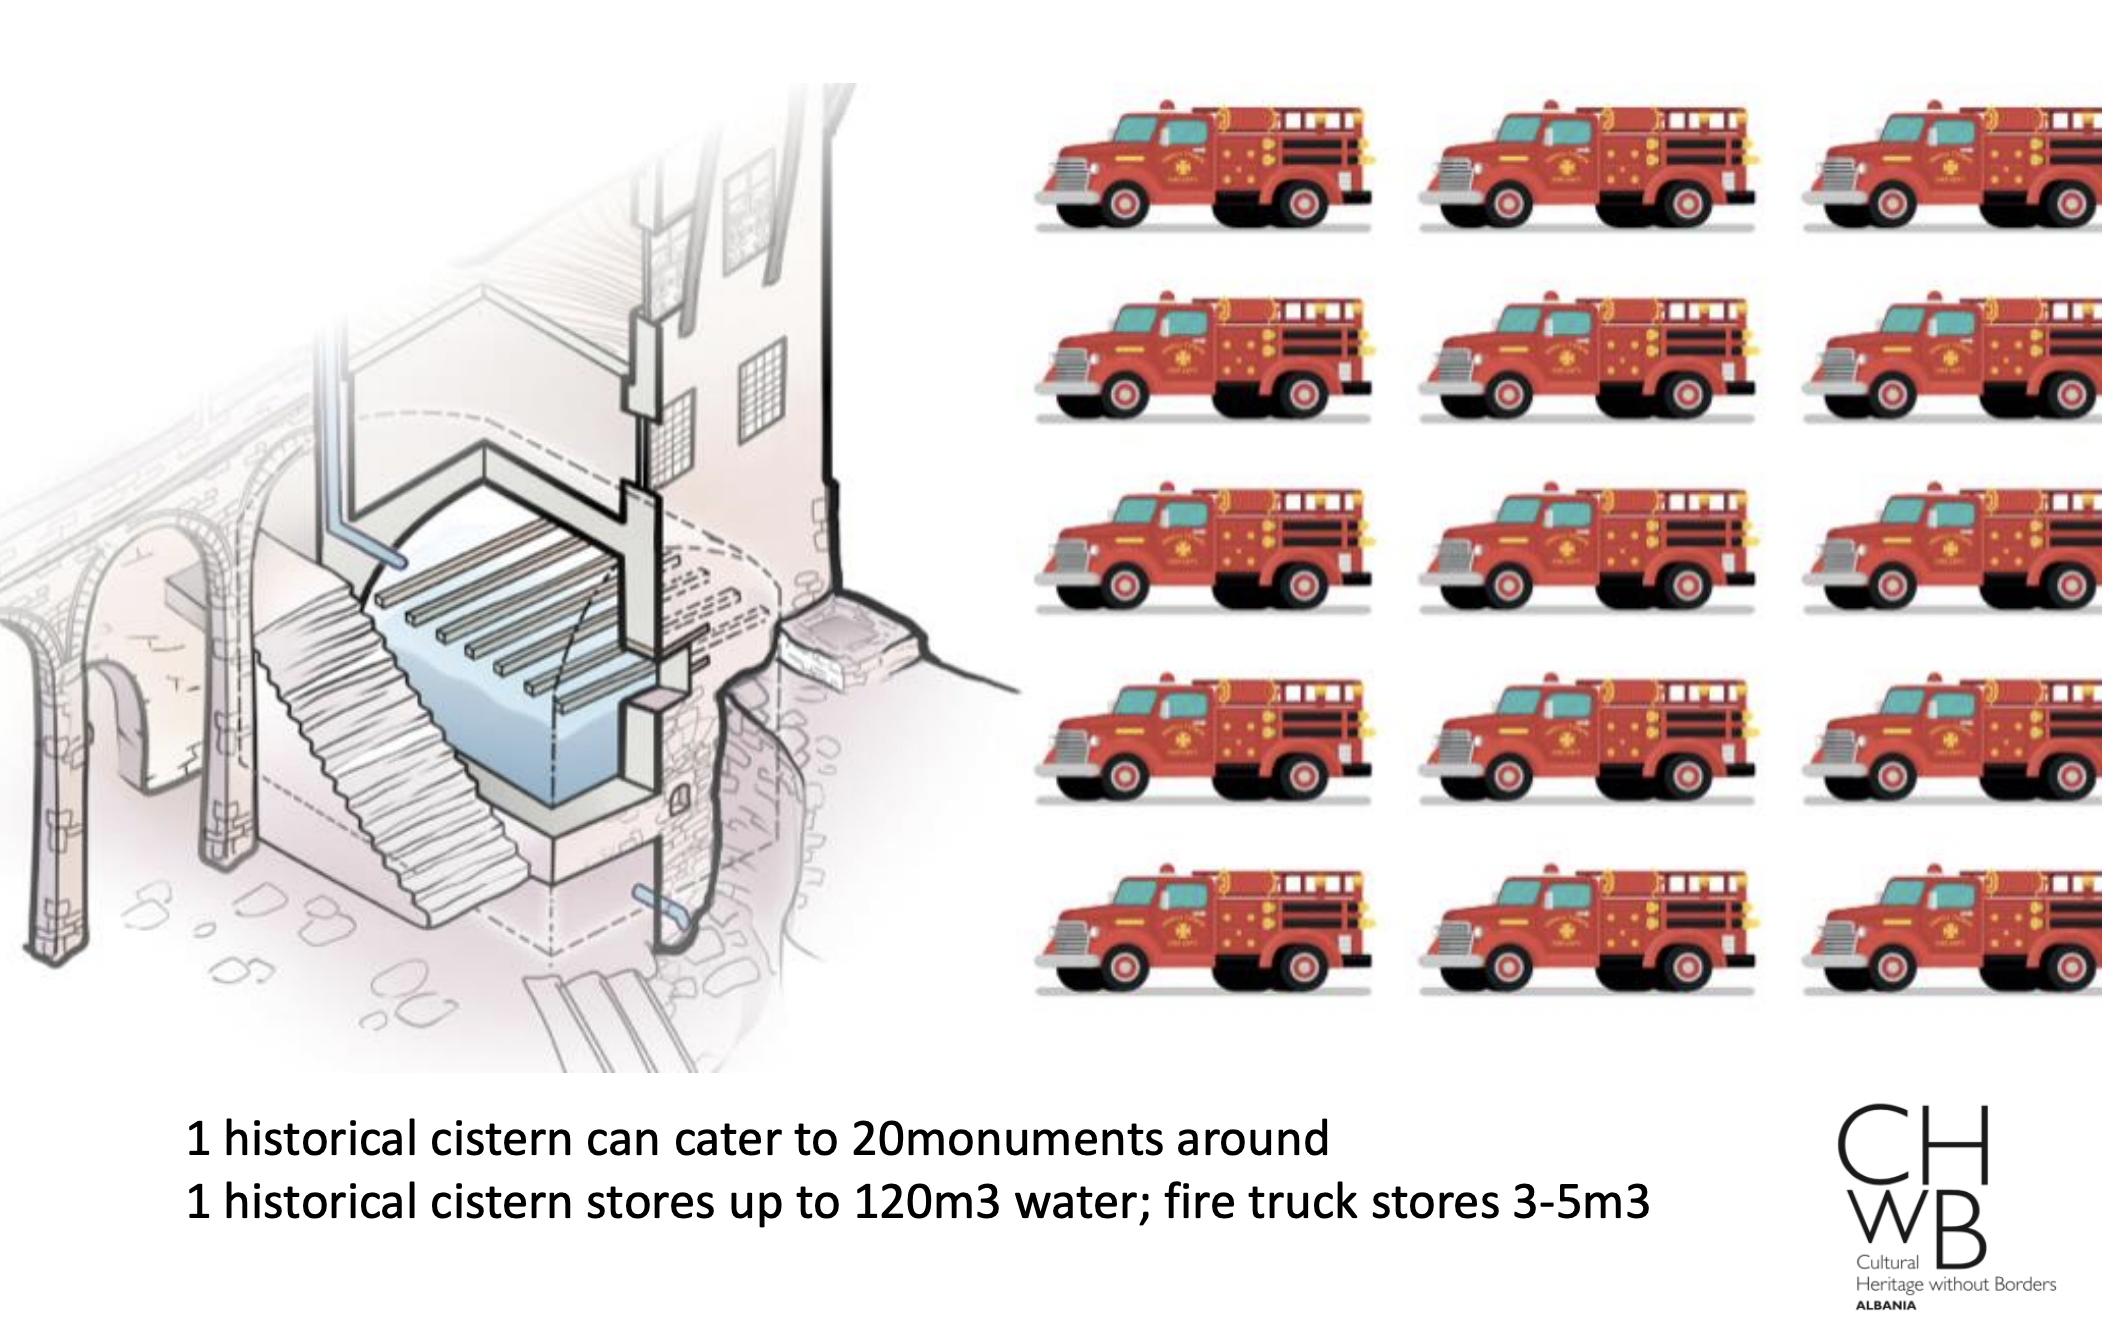 1 historical cistern can cater to 20monuments around
1 historical cistern stores up to 120m3 water; fire truck stores 3-5m3
CH
WB
Cultural
Heritage without Borders
ALBANIA